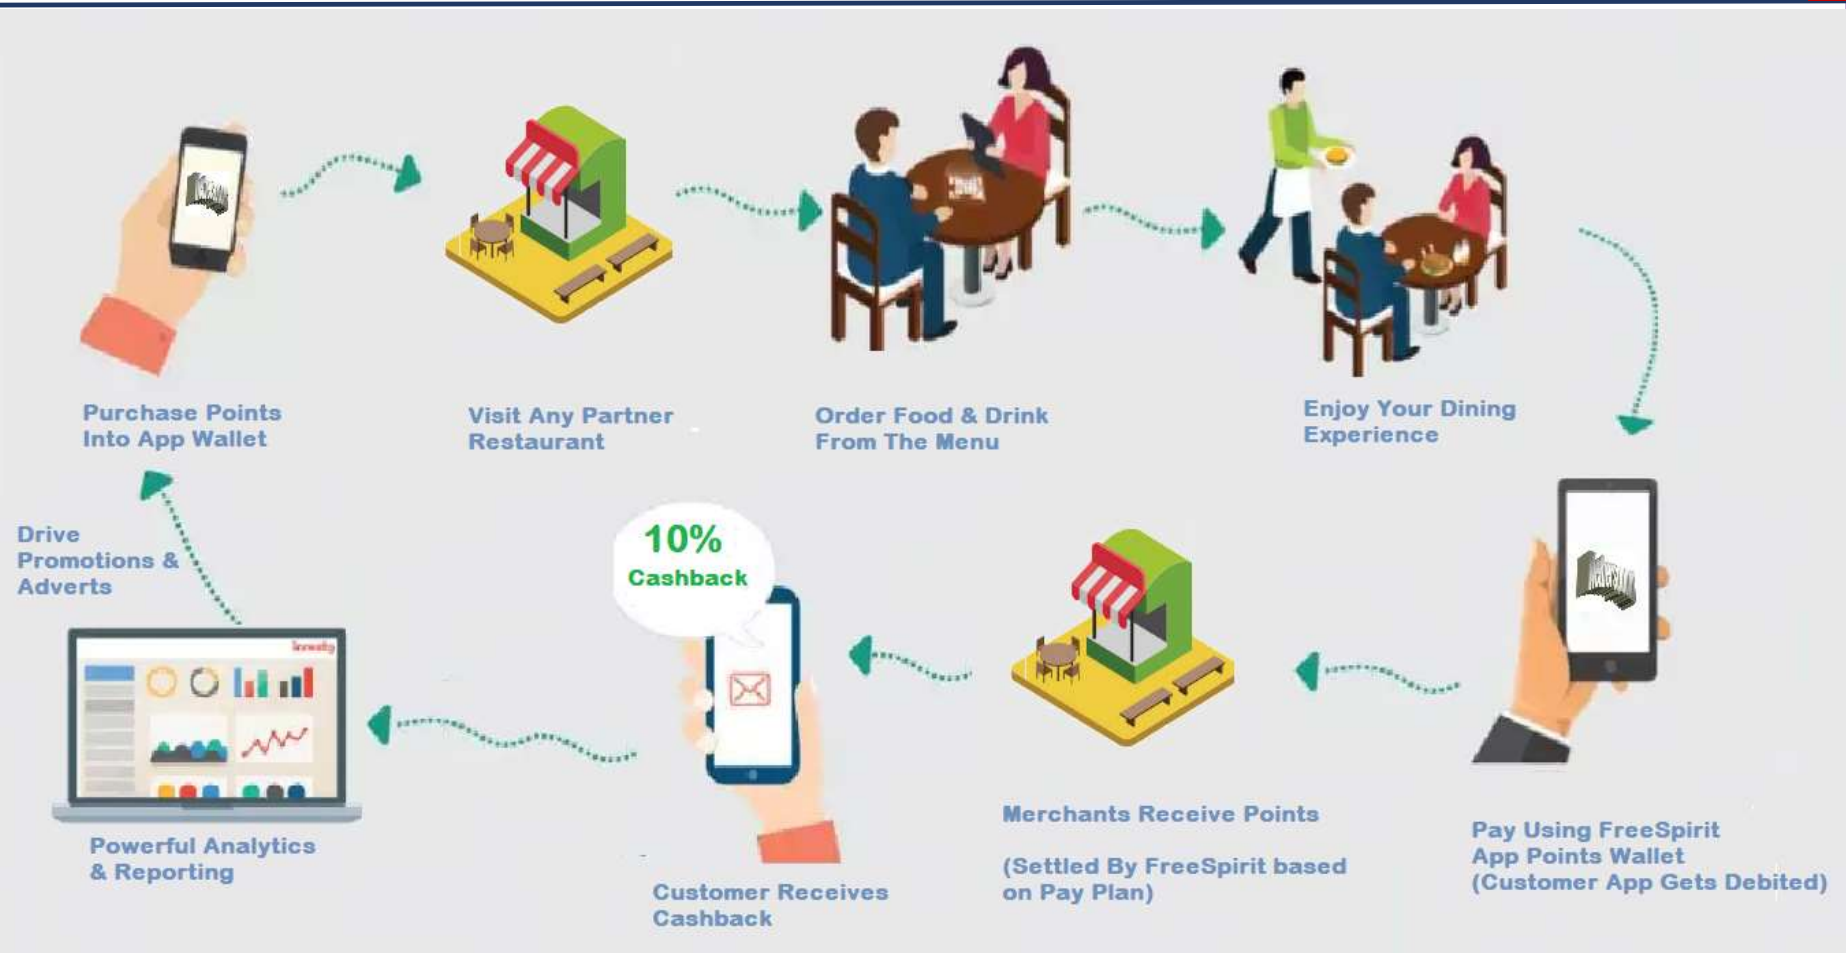 Purchase Points
Into App Wallet
Visit Any Partner
Restaurant
Order Food & Drink
From The Menu
Enjoy Your Dining
Experience
Drive
Promotions &
Adverts
10%
Cashback
Powerful Analytics
& Reporting
Customer Receives
Cashback
Merchants Receive Points
(Settled By FreeSpirit based
on Pay Plan)
Pay Using FreeSpirit
App Points Wallet
(Customer App Gets Debited)